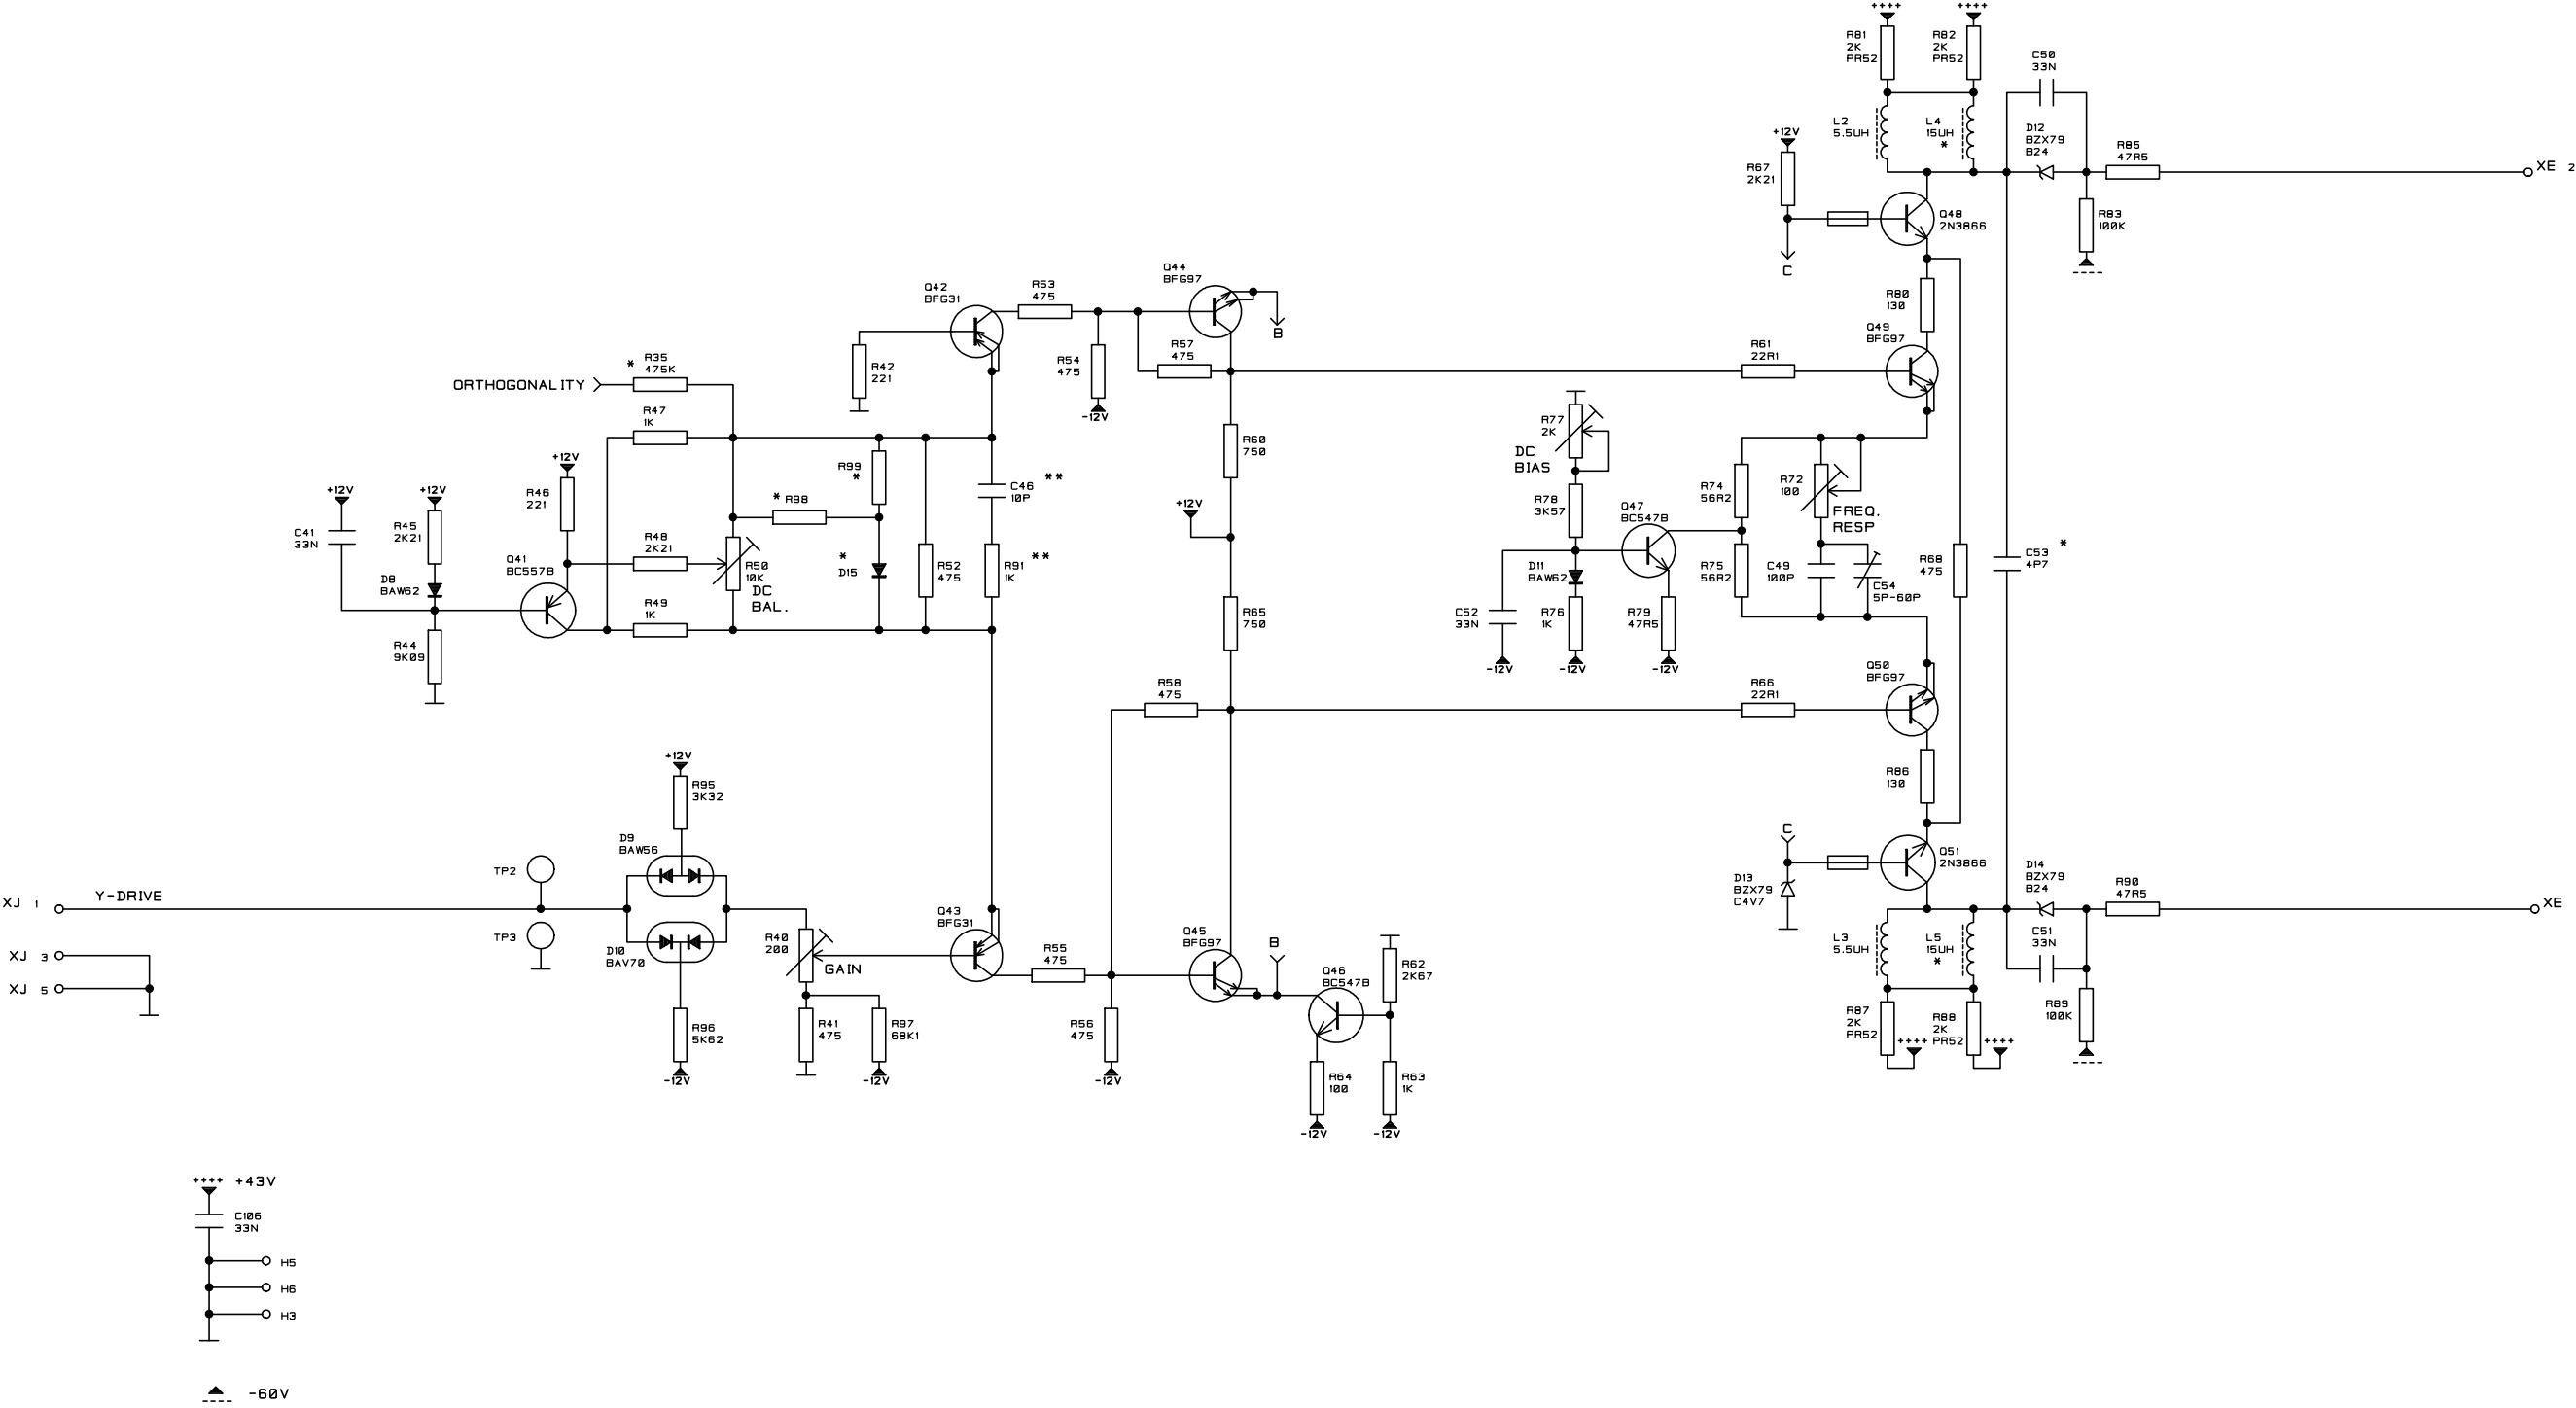 ++++
++++
R81
2K
PR52
R82
2K
PR52
C50
33N
L2
5.5UH
L4
15UH
*
D12
BZX79
B24
+12V
R85
47R5
XE 2
R67
2K21
Q48
2N3866
R83
100K
C
Q42
BFG31
R53
475
Q44
BFG97
R80
130
B
Q49
BFG97
R57
475
R61
22R1
R54
475
-12V
R42
221
* R35
475K
ORTHOGONALITY
R47
1K
R77
2K
DC
BIAS
R60
750
+12V
R46
221
R99
*
* R98
C46 **
10P
R74
56R2
R72
100
FREQ.
RESP
+12V
+12V
C41
33N
R45
2K21
+12V
R78
3K57
Q47
BC547B
Q41
BC557B
R48
2K21
R50
10K
DC
BAL.
*
D15
R52
475
R91 **
1K
D11
BAW62
R75
56R2
C49
100P
C54
5P-60P
R68
475
C53 *
4P7
D8
BAW62
R49
1K
R65
750
C52
33N
R76
1K
R79
47R5
R44
9K09
-12V
-12V
-12V
Q50
BFG97
R58
475
R66
22R1
+12V
R95
3K32
R86
130
D9
BAW56
C
Q51
2N3866
TP2
D13
BZX79
C4V7
D14
BZX79
B24
R90
47R5
XJ 1
Y-DRIVE
XE
Q43
BFG31
Q45
BFG97
TP3
D10
BAV70
R40
200
GAIN
R55
475
B
L3
5.5UH
L5
15UH
*
C51
33N
XJ 3
XJ 5
Q46
BC547B
R62
2K67
R96
5K62
R41
475
R97
68K1
R56
475
R87
2K
PR52
++++
R88
2K
PR52
++++
R89
100K
-12V
-12V
-12V
R64
100
R63
1K
-12V
-12V
++++ +43V
C106
33N
H5
H6
H3
-60V